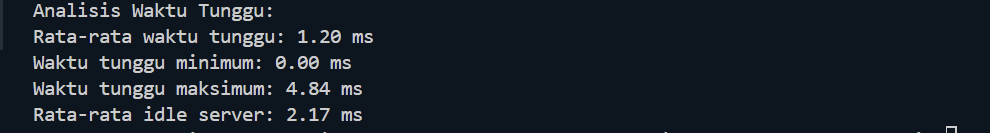 Analisis Waktu Tunggu:
Rata-rata waktu tunggu: 1.20 ms
Waktu tunggu minimum: 0.00 ms
Waktu tunggu maksimum: 4.84 ms
Rata-rata idle server: 2.17 ms